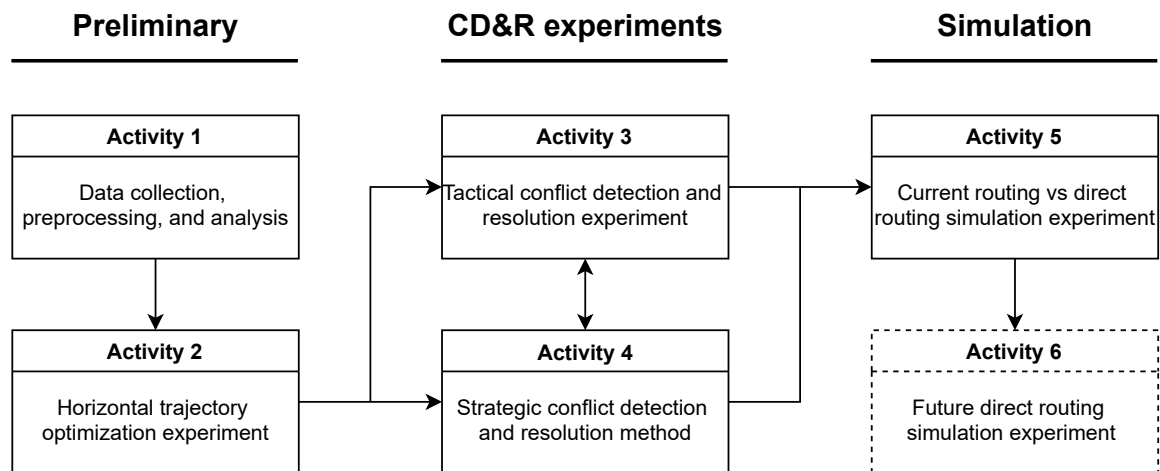 Preliminary
CD&R experiments
Simulation
Activity 1
Data collection,
preprocessing, and analysis
Activity 2
Horizontal trajectory
optimization experiment
Activity 3
Tactical conflict detection and
resolution experiment
Activity 4
Strategic conflict detection
and resolution method
Activity 5
Current routing vs direct
routing simulation experiment
Activity 6
Future direct routing
simulation experiment